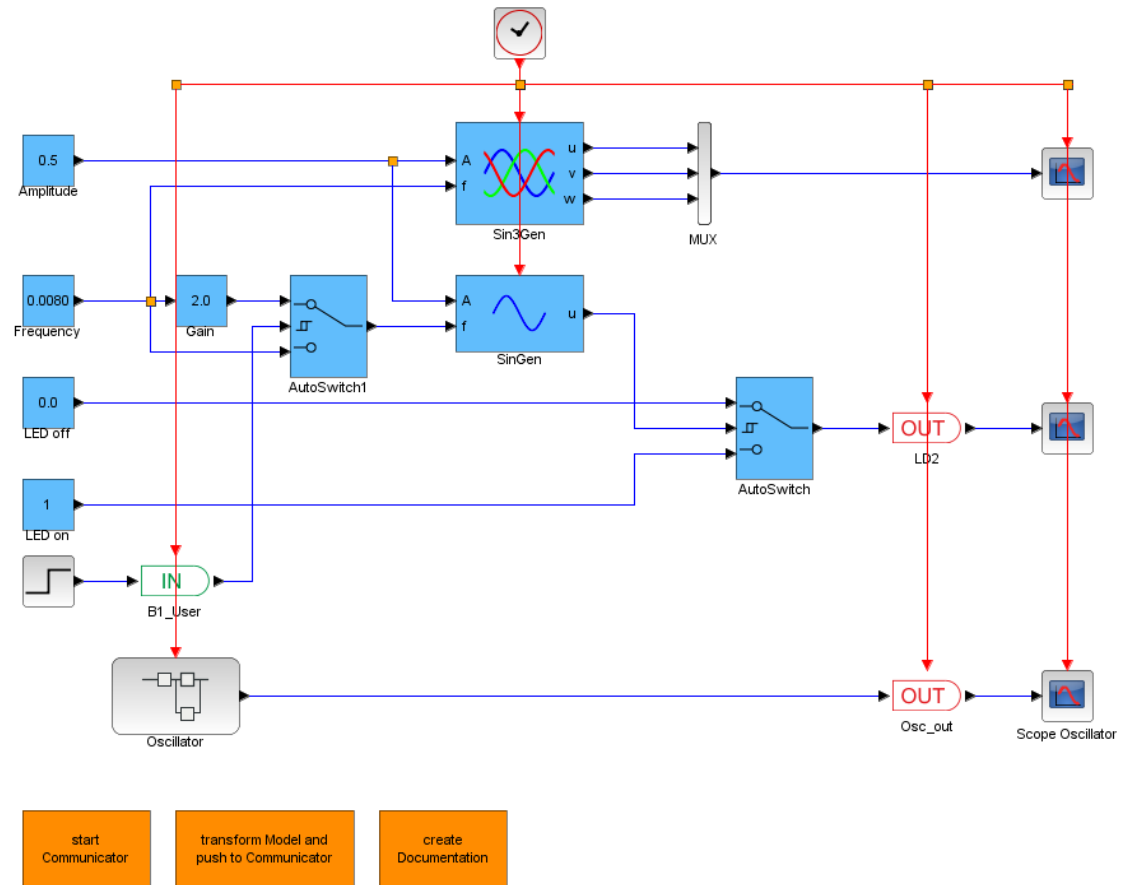 0.5
Amplitude
A
f
u
v
w
Sin3Gen
MUX
0.0080
Frequency
2.0
Gain
AutoSwitch1
A
f
u
SinGen
0.0
LED off
AutoSwitch
OUT
LD2
1
LED on
IN
B1_User
Oscillator
OUT
Osc_out
Scope Oscillator
start
Communicator
transform Model and
push to Communicator
create
Documentation